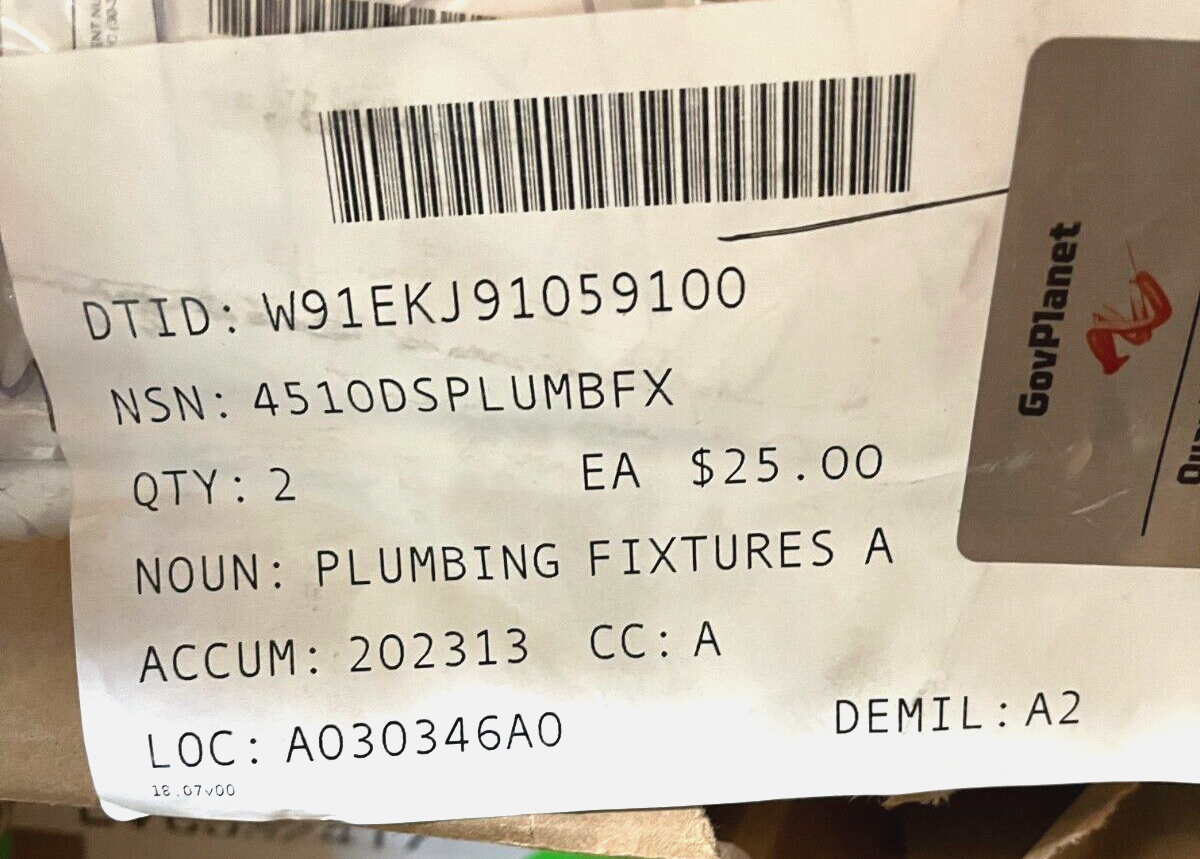 DTID: W91EKJ91059100
NSN: 4510DSPLUMBFX
QTY: 2 EA $25.00
NOUN: PLUMBING FIXTURES A
ACCUM: 202313 CC: A
LOC: A030346A0 DEMIL: A2
18.07v00
GovPlanet